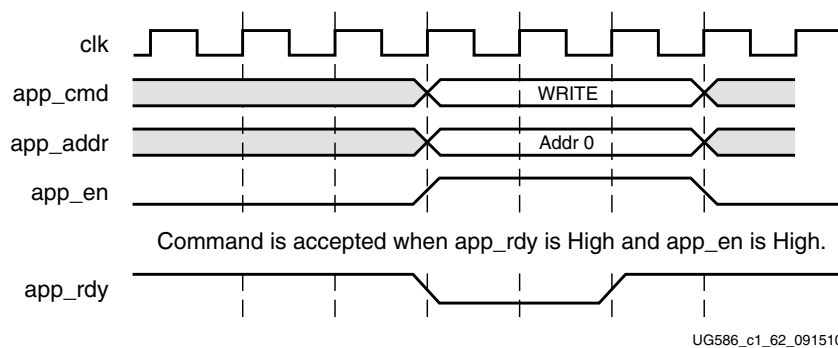 clk
app_cmd
WRITE
app_addr
Addr 0
app_en
Command is accepted when app_rdy is High and app_en is High.
app_rdy
UG586_c1_62_091510